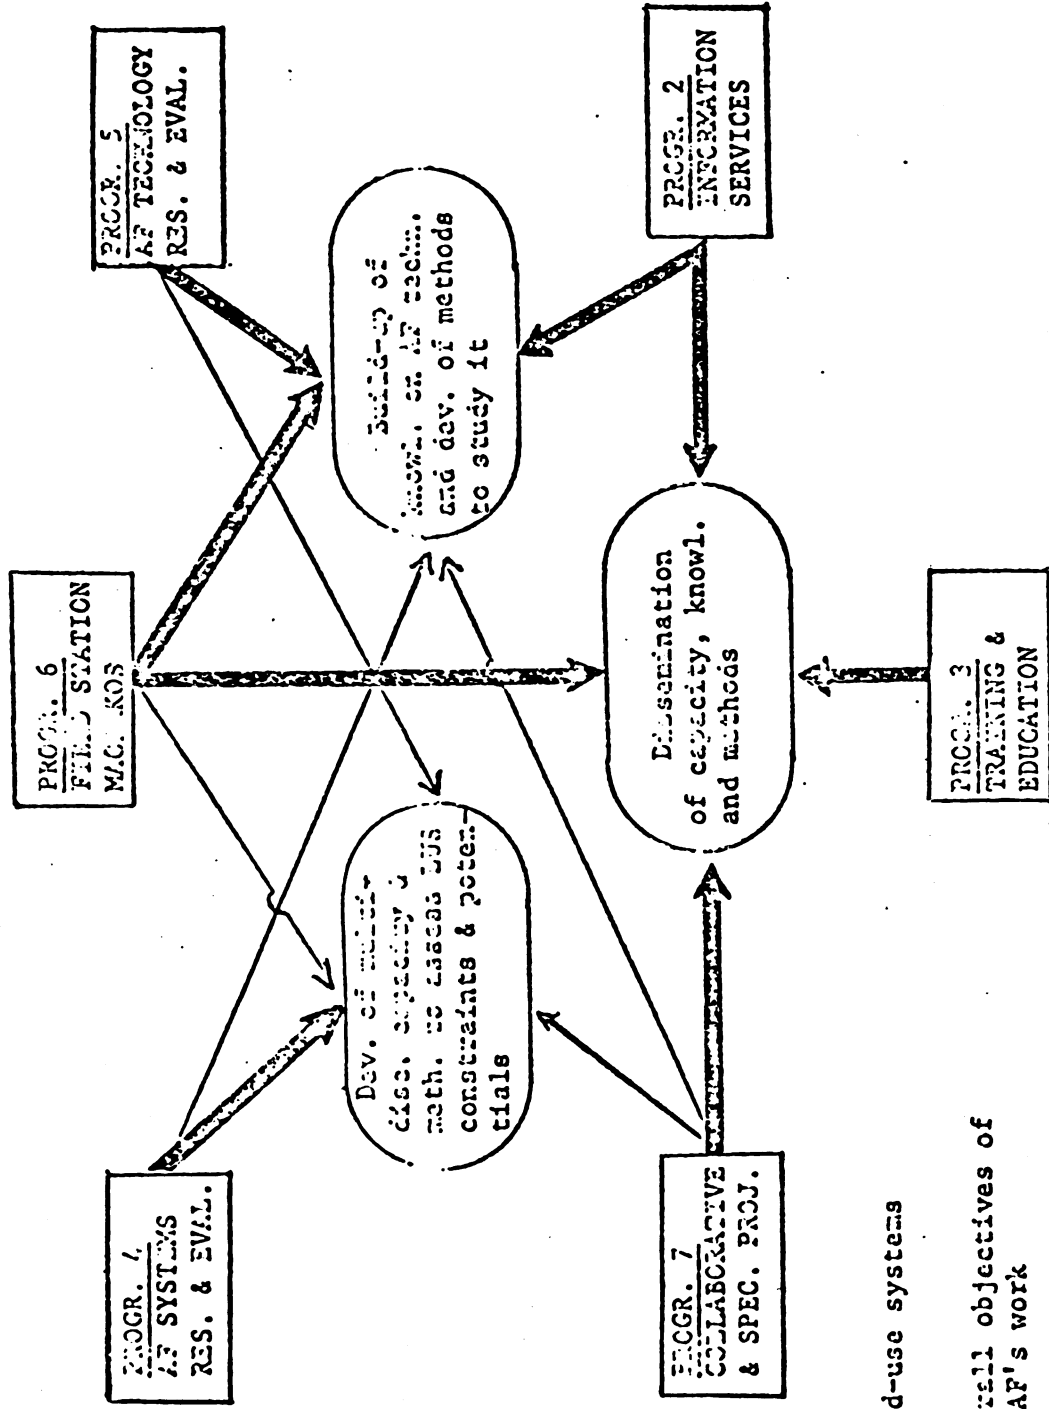 PROGR. 4
AF SYSTEMS
RES. & EVAL.
PROGR. 6
FIELD STATION
PROGR. 5
AF TECHNOLOGY
RES. & EVAL.
Dev. of
disc. capacity &
meth. to assess LUS
constraints & poten-
tials
Build-up of
knowl. on AF techn.
and dev. of methods
to study it
Dissemination
of capacity, knowl.
and methods
PROGR. 7
COLLABORATIVE
& SPEC. PROJ.
PROGR. 3
TRAINING &
EDUCATION
PROGR. 2
INFORMATION
SERVICES
d-use systems
rall objectives of
AF's work